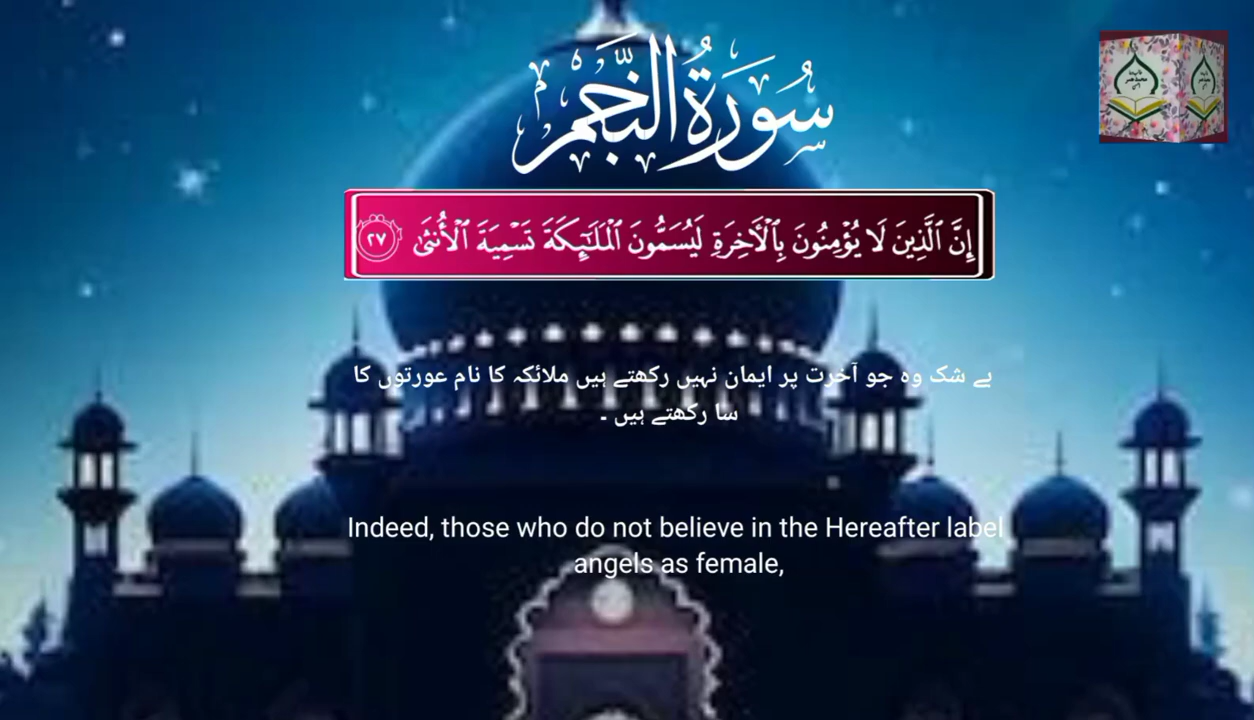 سُورَةُ النَّجْمِ
إِنَّ ٱلَّذِينَ لَا يُؤْمِنُونَ بِٱلْأَخِرَةِ لَيُسَمُّونَ ٱلْمَلَـٰٓئِكَةَ تَسْمِيَةَ ٱلْأُنثَىٰ ٢٧
بے شک وہ جو آخرت پر ایمان نہیں رکھتے ہیں ملائکہ کا نام عورتوں کا
سا رکھتے ہیں ۔
Indeed, those who do not believe in the Hereafter label
angels as female,